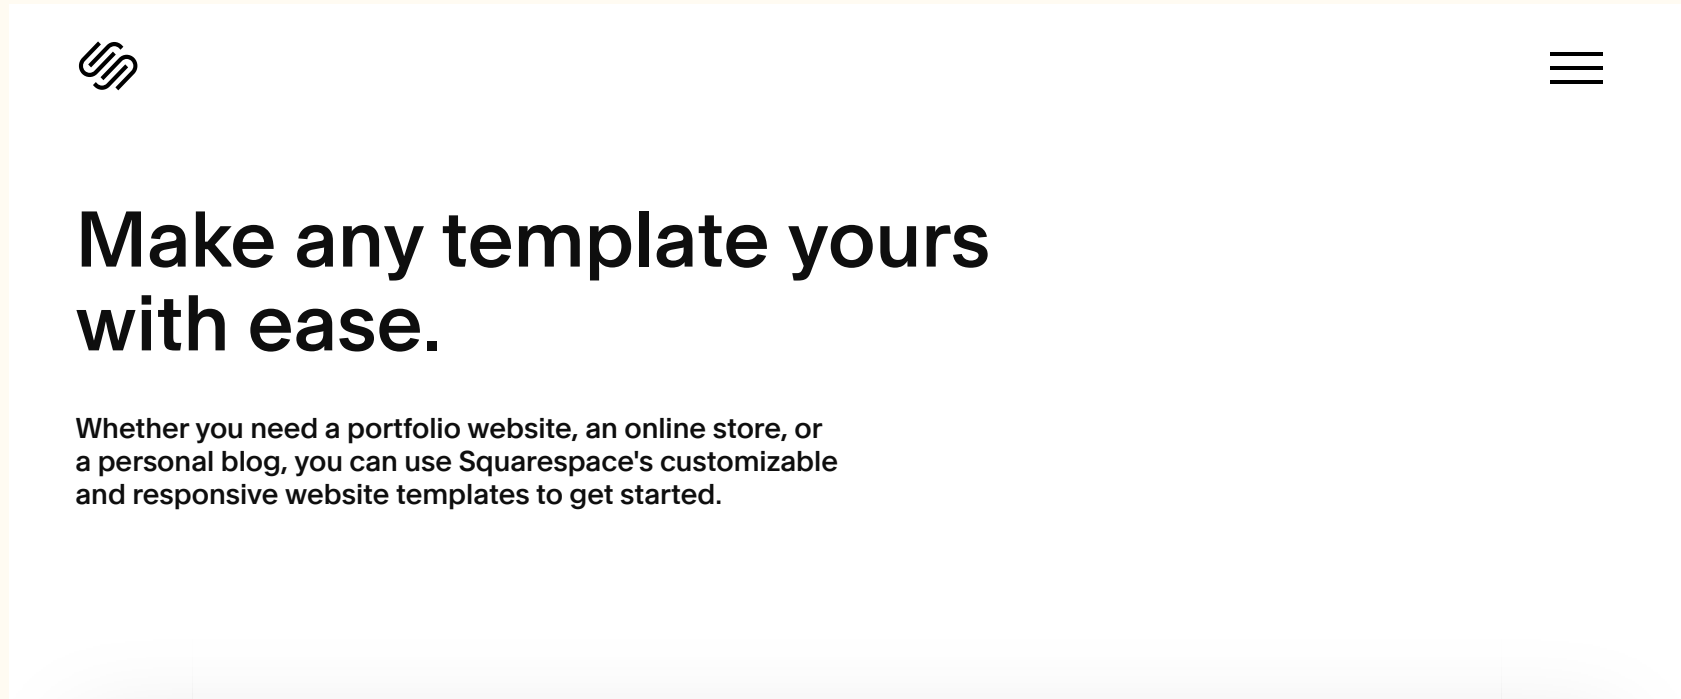 Make any template yours
with ease.
Whether you need a portfolio website, an online store, or
a personal blog, you can use Squarespace's customizable
and responsive website templates to get started.